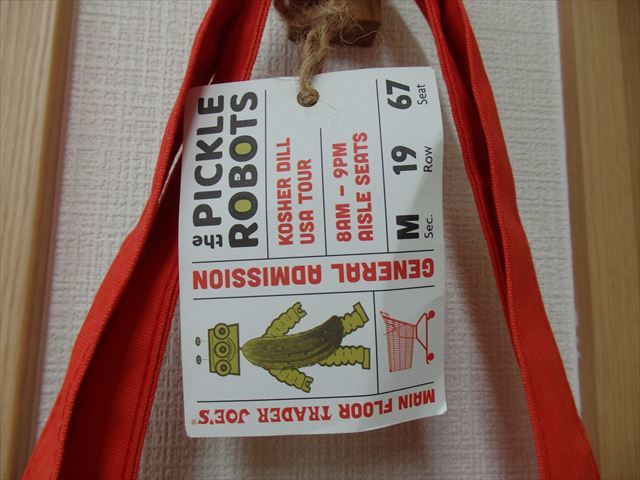 the PICKLE
ROBOTS
KOSHER DILL
USA TOUR
8AM – 9PM
AISLE SEATS
M 19 67
Sec. Row Seat
GENERAL ADMISSION
MAIN FLOOR TRADER JOE'S®